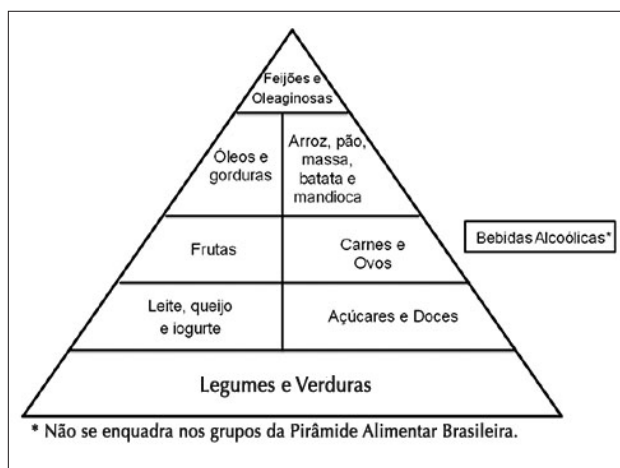 Feijões e
Oleaginosas
Óleos e
gorduras
Arroz, pão,
massa,
batata e
mandioca
Frutas
Carnes e
Ovos
Bebidas Alcoólicas*
Leite, queijo
e iogurte
Açúcares e Doces
Legumes e Verduras
* Não se enquadra nos grupos da Pirâmide Alimentar Brasileira.